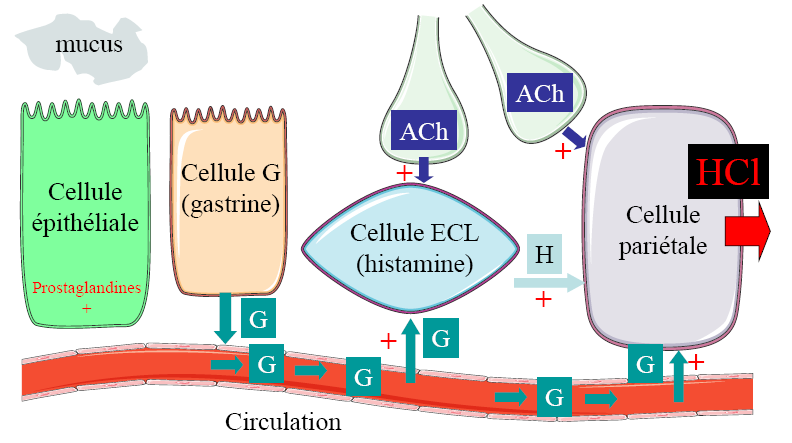 mucus
Cellule
épithéliale
Prostaglandines
+
Cellule G
(gastrine)
ACh
+
ACh
+
Cellule ECL
(histamine)
H
+
Cellule
pariétale
HCl
G
G
G
+
G
G
G
+
Circulation